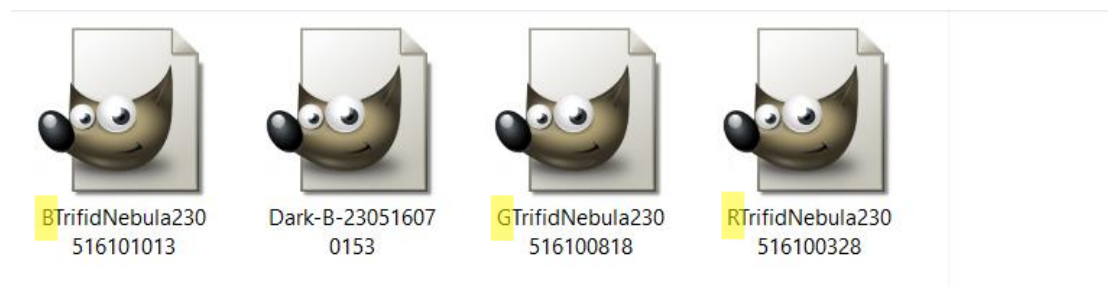 BTrifidNebula230
516101013
Dark-B-23051607
0153
GTrifidNebula230
516100818
RTrifidNebula230
516100328